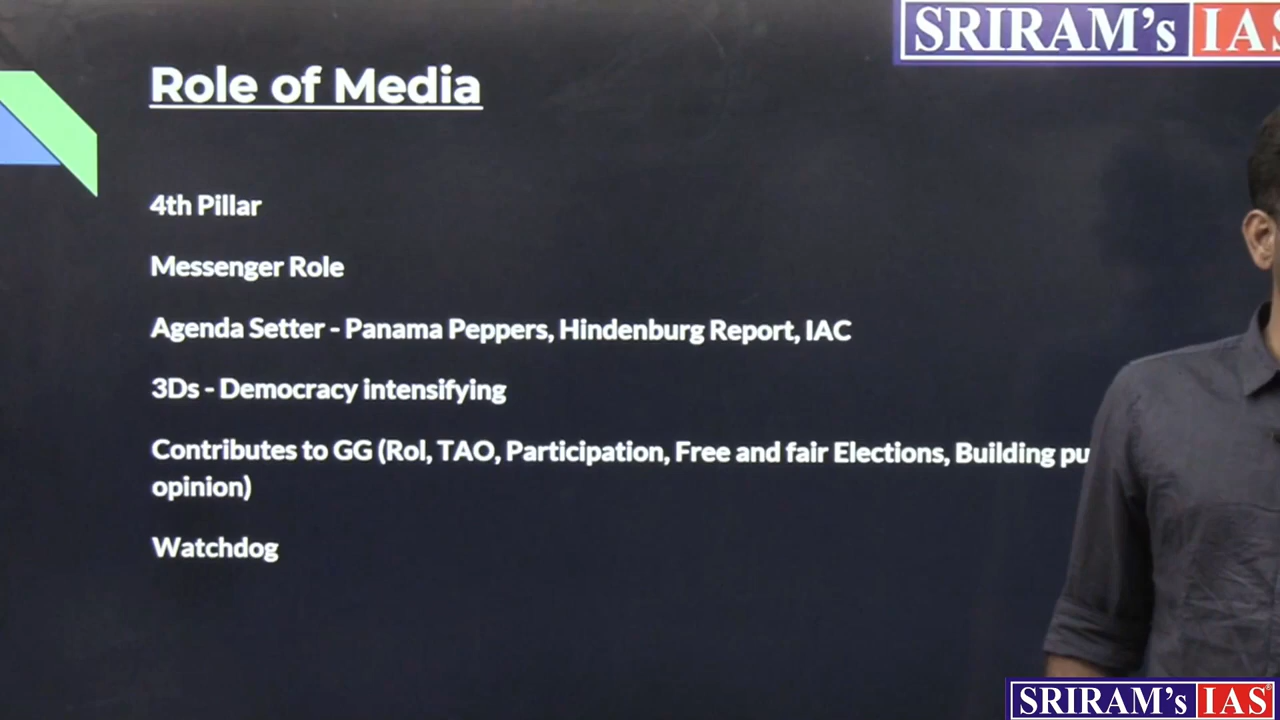 SRIRAM's IAS
Role of Media
4th Pillar
Messenger Role
Agenda Setter - Panama Peppers, Hindenburg Report, IAC
3Ds - Democracy intensifying
Contributes to GG (RoI, TAO, Participation, Free and fair Elections, Building pu
opinion)
Watchdog
SRIRAM's IAS®